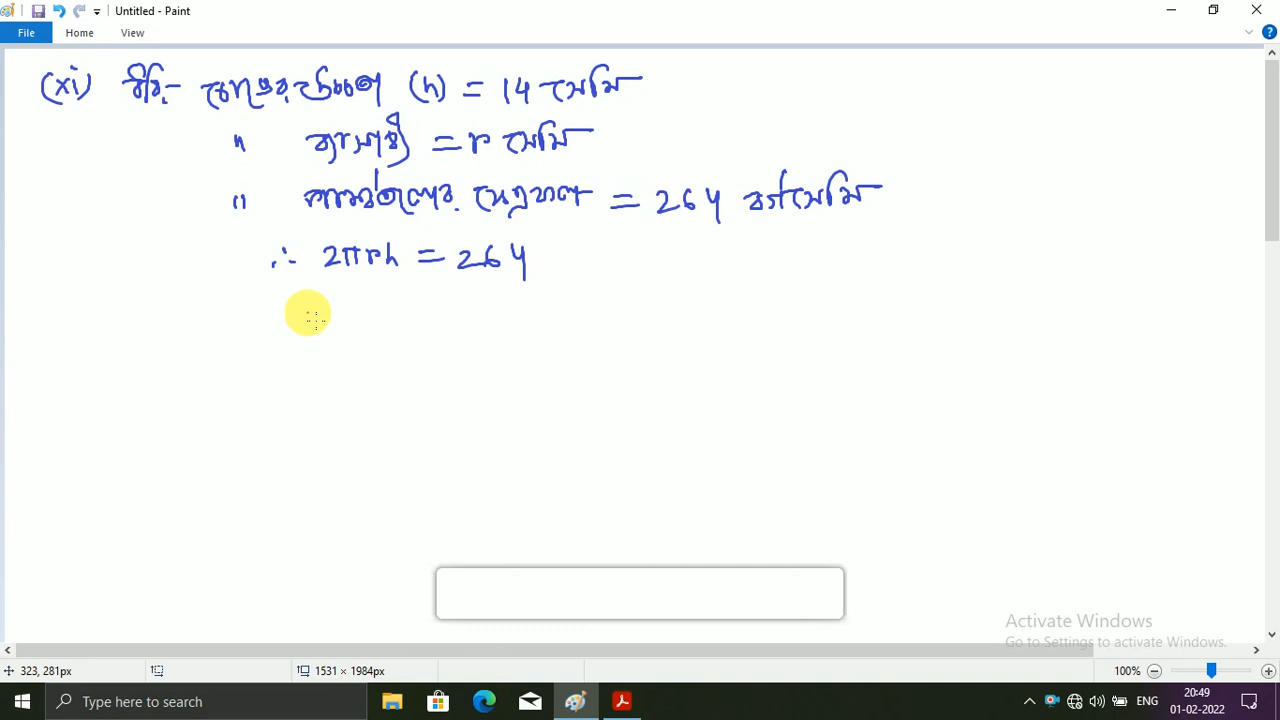 Untitled - Paint
File Home View
(xi) ধরি, চোঙের উচ্চতা (h) = 14 সেমি
" ব্যাসার্ধ = r সেমি
" পার্শ্বতলের ক্ষেত্রফল = 264 বর্গসেমি
∴ 2πrh = 264
Activate Windows
Go to Settings to activate Windows.
323, 281px 1531 × 1984px 100%
Type here to search ENG 20:49
01-02-2022